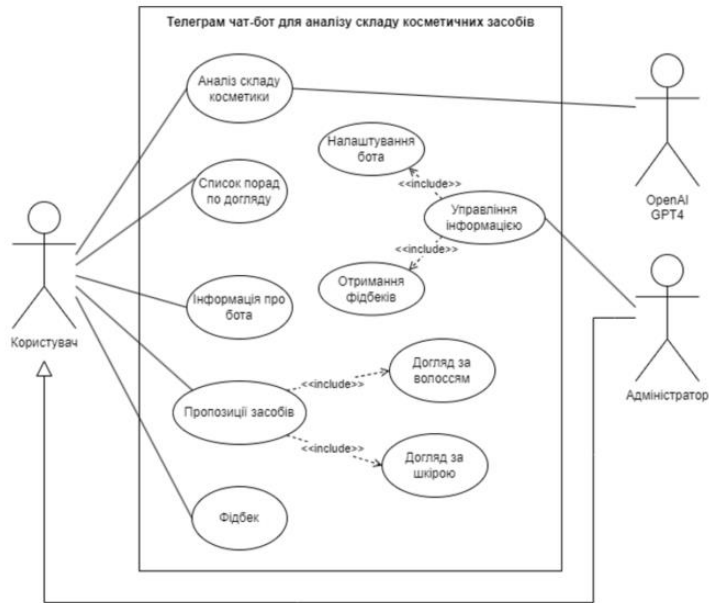 Телеграм чат-бот для аналізу складу косметичних засобів
Аналіз складу
косметики
Налаштування
бота
<<include>>
Список порад
по догляду
Управління
інформацією
OpenAI
GPT4
<<include>>
Отримання
фідбеків
Інформація про
бота
Користувач
Догляд за
волоссям
<<include>>
Адміністратор
Пропозиції засобів
<<include>>
Догляд за
шкірою
Фідбек